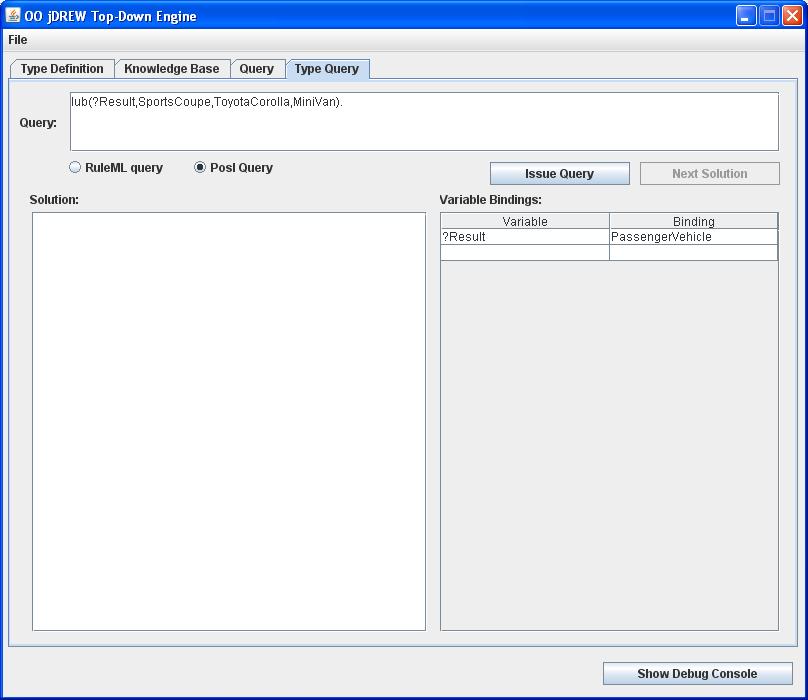 OO jDREW Top-Down Engine
File
Type Definition Knowledge Base Query Type Query
Query:
lub(?Result,SportsCoupe,ToyotaCorolla,MiniVan).
RuleML query Posl Query
Issue Query Next Solution
Solution: Variable Bindings:
Variable Binding
?Result PassengerVehicle
Show Debug Console